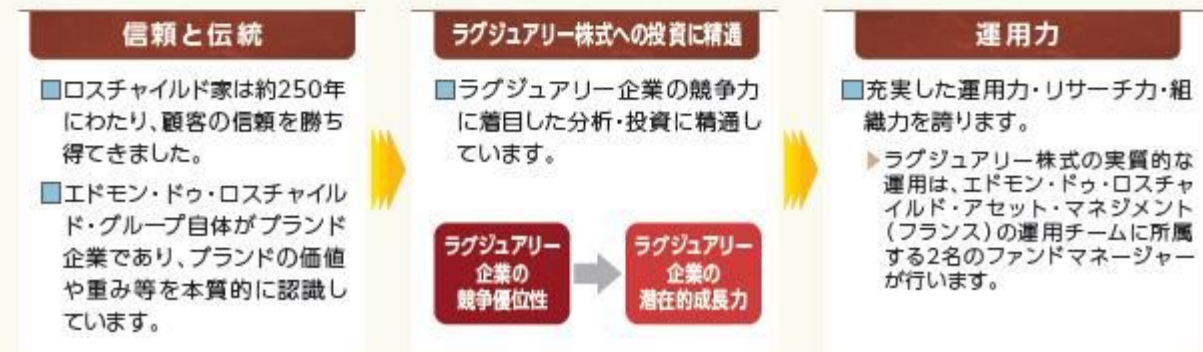 信頼と伝統
■ロスチャイルド家は約250年
にわたり、顧客の信頼を勝ち
得てきました。
■エドモン・ドゥ・ロスチャイル
ド・グループ自体がブランド
企業であり、ブランドの価値
や重み等を本質的に認識し
ています。
ラグジュアリー株式への投資に精通
■ラグジュアリー企業の競争力
に着目した分析・投資に精通し
ています。
ラグジュアリー
企業の
競争優位性
ラグジュアリー
企業の
潜在的成長力
運用力
■充実した運用力・リサーチ力・組
織力を誇ります。
▶ラグジュアリー株式の実質的な
運用は、エドモン・ドゥ・ロスチャ
イルド・アセット・マネジメント
(フランス)の運用チームに所属
する2名のファンドマネージャー
が行います。